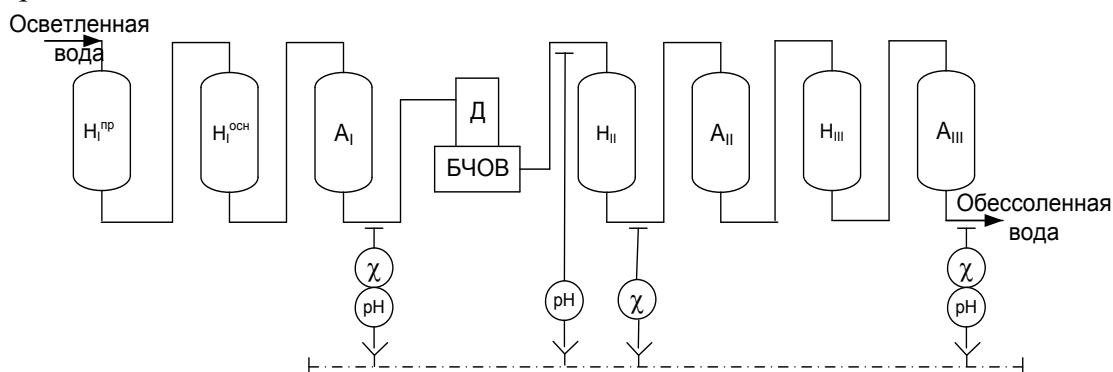 Осветленная
вода
H_I^пр
H_I^осн
A_I
Д
БЧОВ
H_II
A_II
H_III
A_III
Обессоленная
вода
χ
pH
pH
χ
χ
pH